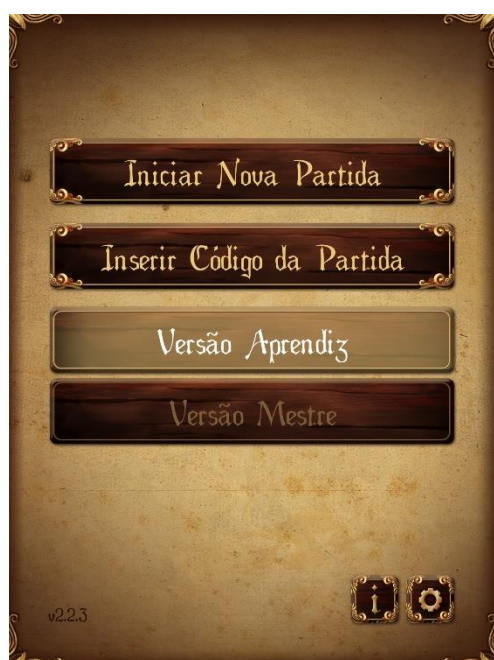 Iniciar Nova Partida
Inserir Código da Partida
Versão Aprendiz
Versão Mestre
v2.2.3
i